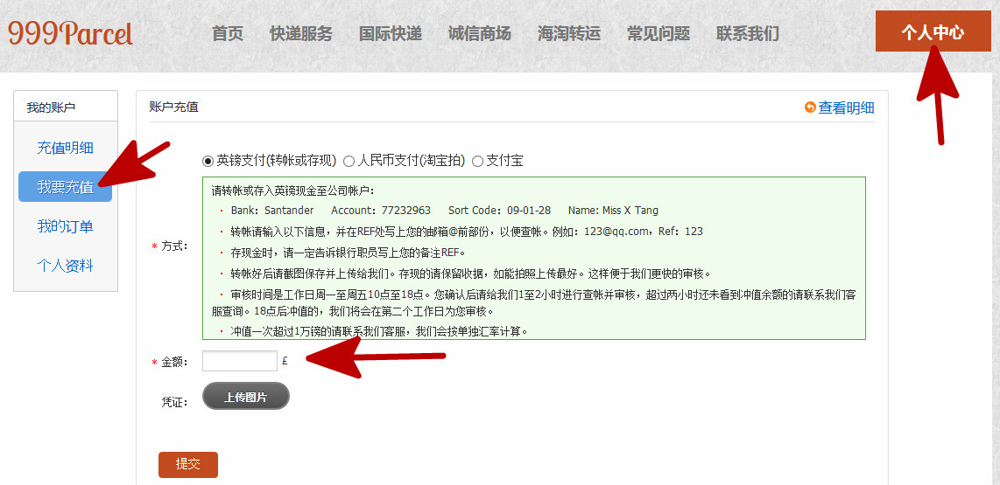 999Parcel
首页 快递服务 国际快递 诚信商场 海淘转运 常见问题 联系我们
个人中心
我的账户
充值明细
我要充值
我的订单
个人资料
账户充值
查看明细
英镑支付(转帐或存现) 人民币支付(淘宝拍) 支付宝
* 方式：
请转帐或存入英镑现金至公司帐户：
· Bank：Santander Account：77232963 Sort Code：09-01-28 Name: Miss X Tang
· 转帐请输入以下信息，并在REF处写上您的邮箱@前部份，以便查帐。例如：123@qq.com，Ref：123
· 存现金时，请一定告诉银行职员写上您的备注REF。
· 转帐好后请截图保存并上传给我们。存现的请保留收据，如能拍照上传最好。这样便于我们更快的审核。
· 审核时间是工作日周一至周五10点至18点。您确认后请给我们1至2小时进行查帐并审核，超过两小时还未看到冲值余额的请联系我们客
服查询。18点后冲值的，我们将会在第二个工作日为您审核。
· 冲值一次超过1万镑的请联系我们客服，我们会按单独汇率计算。
* 金额： £
凭证： 上传图片
提交